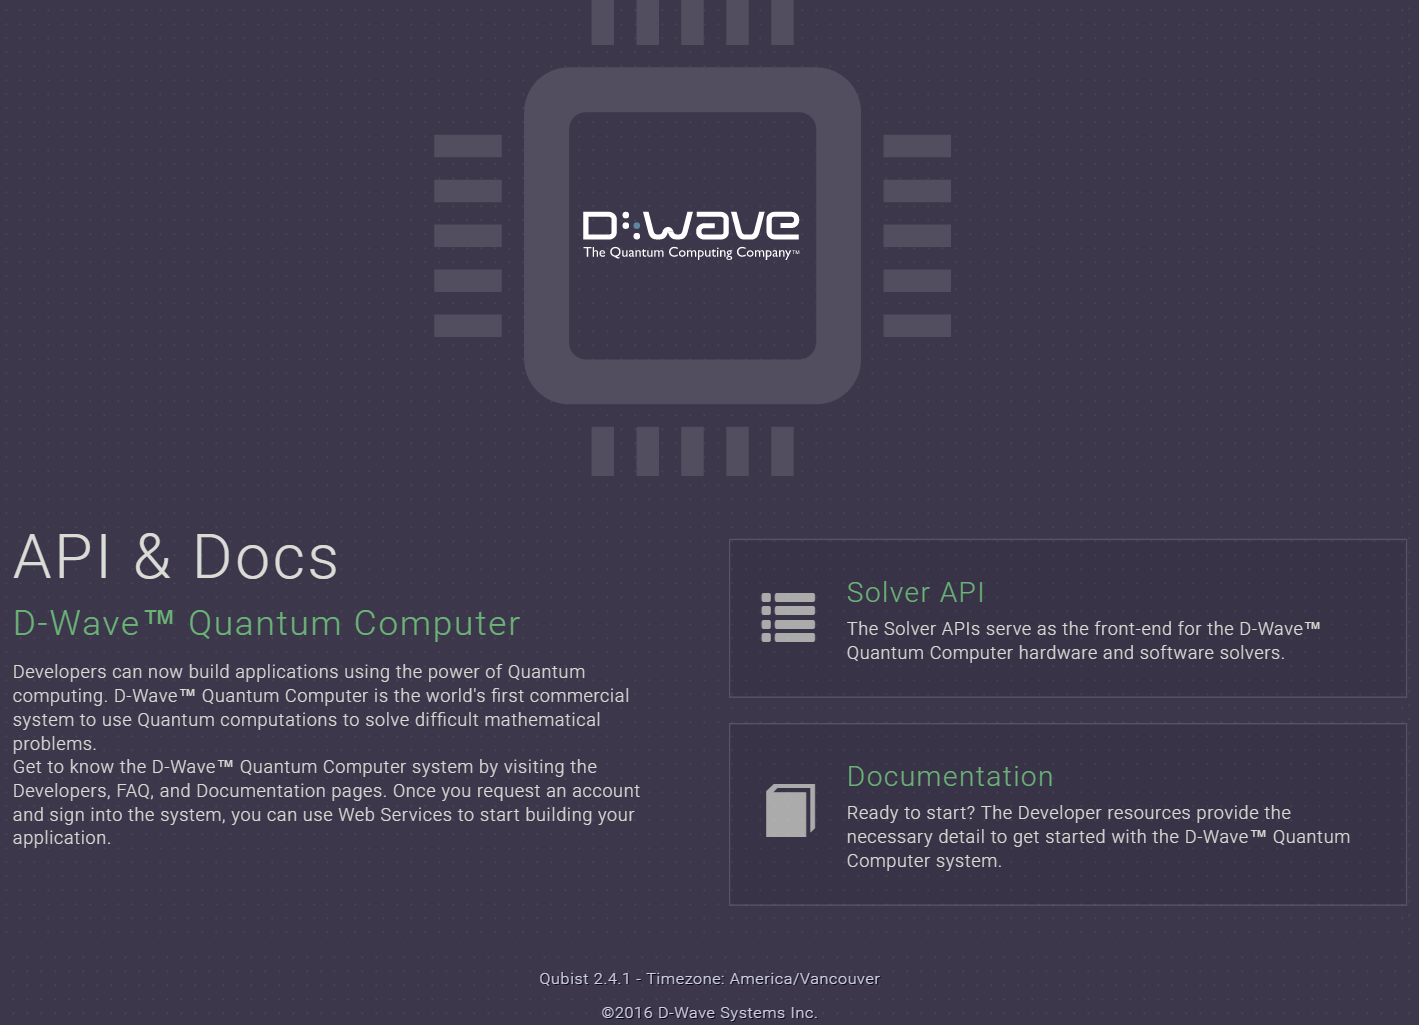 D:Wave
The Quantum Computing Company™
API & Docs
D-Wave™ Quantum Computer
Developers can now build applications using the power of Quantum
computing. D-Wave™ Quantum Computer is the world's first commercial
system to use Quantum computations to solve difficult mathematical
problems.
Get to know the D-Wave™ Quantum Computer system by visiting the
Developers, FAQ, and Documentation pages. Once you request an account
and sign into the system, you can use Web Services to start building your
application.
Solver API
The Solver APIs serve as the front-end for the D-Wave™
Quantum Computer hardware and software solvers.
Documentation
Ready to start? The Developer resources provide the
necessary detail to get started with the D-Wave™ Quantum
Computer system.
Qubist 2.4.1 - Timezone: America/Vancouver
©2016 D-Wave Systems Inc.